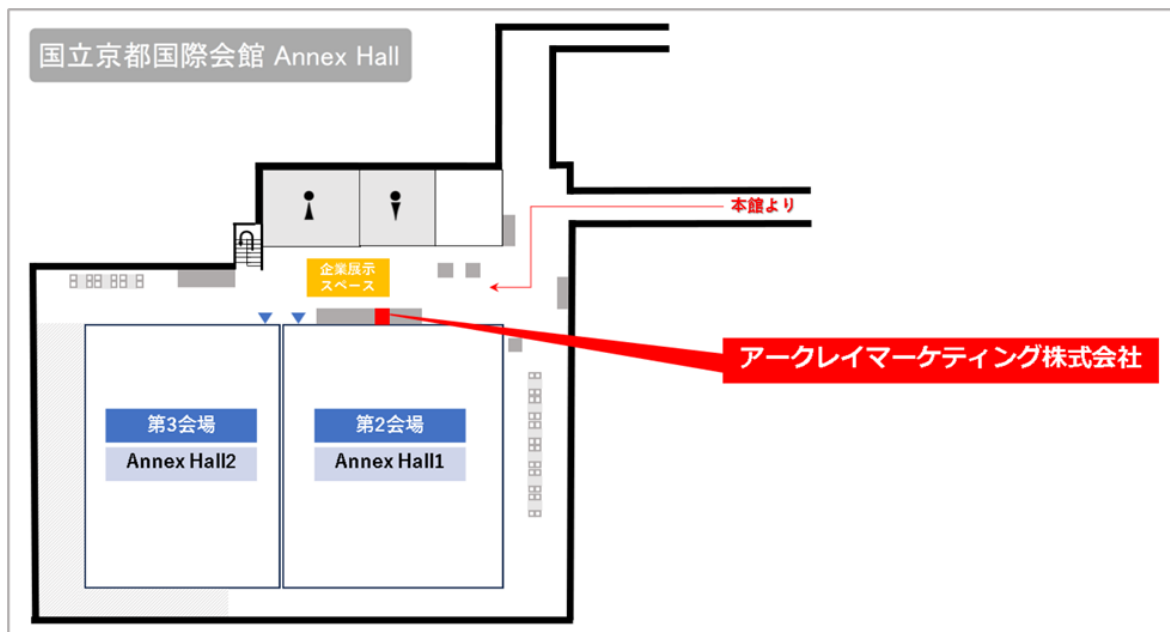 国立京都国際会館 Annex Hall
本館より
企業展示
スペース
アークレイマーケティング株式会社
第3会場
Annex Hall2
第2会場
Annex Hall1